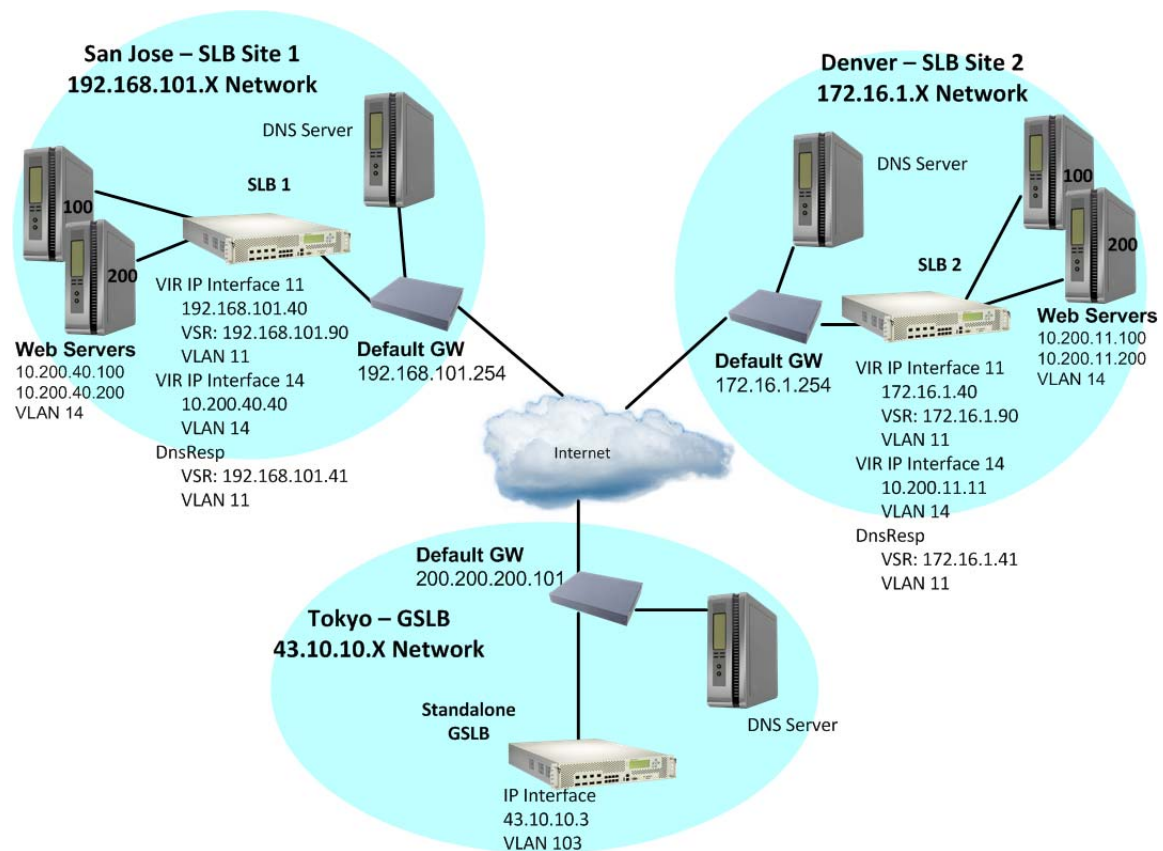 San Jose – SLB Site 1
192.168.101.X Network
DNS Server
SLB 1
100
200
Web Servers
10.200.40.100
10.200.40.200
VLAN 14
VIR IP Interface 11
192.168.101.40
VSR: 192.168.101.90
VLAN 11
VIR IP Interface 14
10.200.40.40
VLAN 14
DnsResp
VSR: 192.168.101.41
VLAN 11
Default GW
192.168.101.254
Denver – SLB Site 2
172.16.1.X Network
DNS Server
100
200
SLB 2
Web Servers
10.200.11.100
10.200.11.200
VLAN 14
Default GW
172.16.1.254
VIR IP Interface 11
172.16.1.40
VSR: 172.16.1.90
VLAN 11
VIR IP Interface 14
10.200.11.11
VLAN 14
DnsResp
VSR: 172.16.1.41
VLAN 11
Internet
Default GW
200.200.200.101
Tokyo – GSLB
43.10.10.X Network
Standalone
GSLB
DNS Server
IP Interface
43.10.10.3
VLAN 103